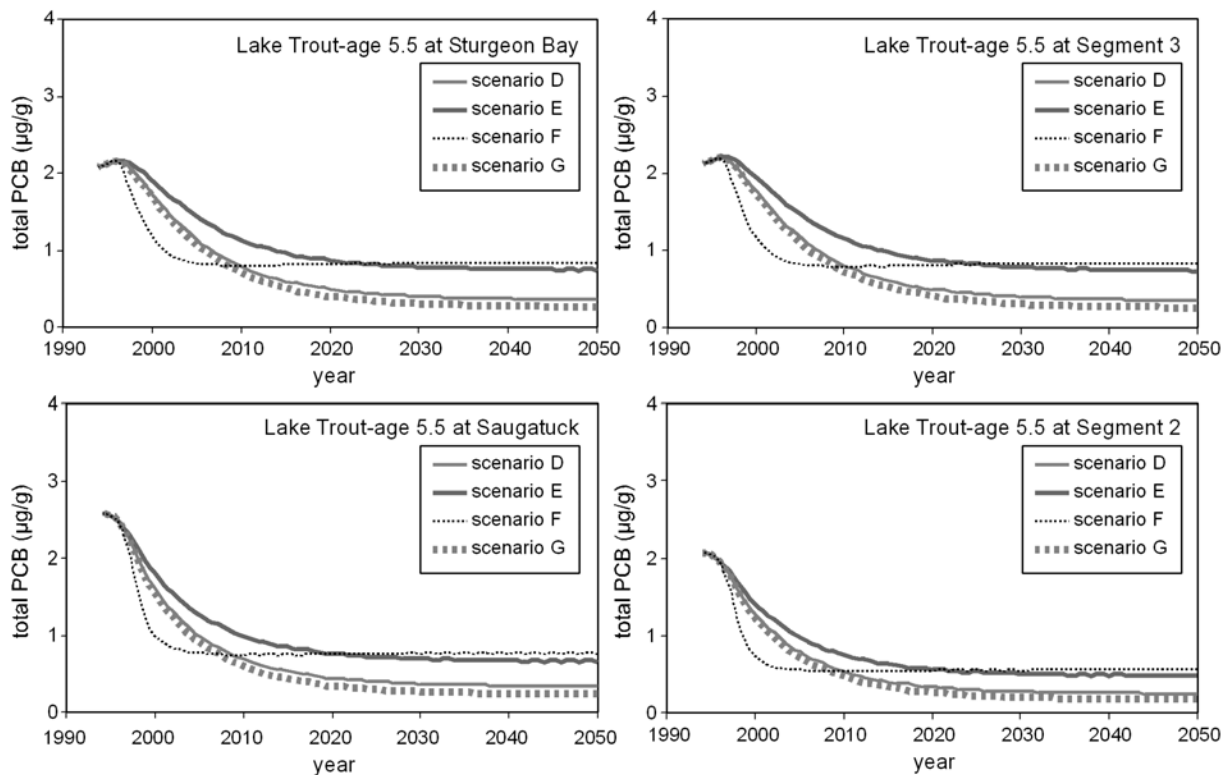 Lake Trout-age 5.5 at Sturgeon Bay
scenario D
scenario E
scenario F
scenario G
total PCB (µg/g)
4
3
2
1
0
1990 2000 2010 2020 2030 2040 2050
year
Lake Trout-age 5.5 at Segment 3
scenario D
scenario E
scenario F
scenario G
total PCB (µg/g)
4
3
2
1
0
1990 2000 2010 2020 2030 2040 2050
year
Lake Trout-age 5.5 at Saugatuck
scenario D
scenario E
scenario F
scenario G
total PCB (µg/g)
4
3
2
1
0
1990 2000 2010 2020 2030 2040 2050
year
Lake Trout-age 5.5 at Segment 2
scenario D
scenario E
scenario F
scenario G
total PCB (µg/g)
4
3
2
1
0
1990 2000 2010 2020 2030 2040 2050
year